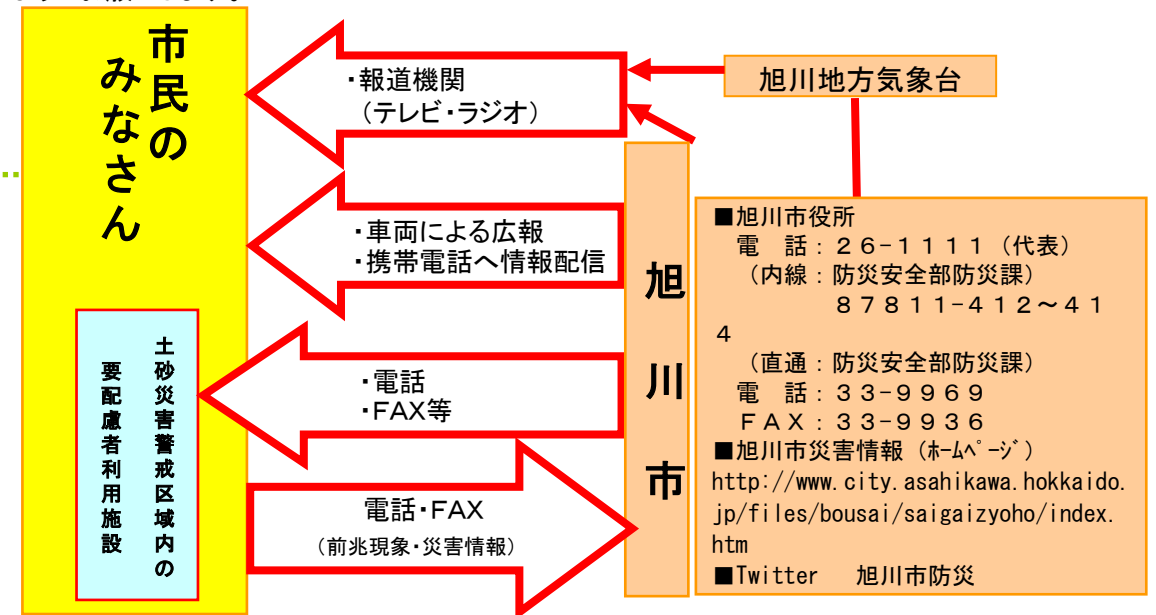 市民の
みなさん
土砂災害警戒区域内の
要配慮者利用施設
・報道機関
（テレビ・ラジオ）
・車両による広報
・携帯電話へ情報配信
・電話
・FAX等
電話・FAX
（前兆現象・災害情報）
旭川市
旭川地方気象台
■旭川市役所
電　話：２６-１１１１（代表）
（内線：防災安全部防災課）
８７８１１-４１２～４１
４
（直通：防災安全部防災課）
電　話：３３-９９６９
ＦＡＸ：３３-９９３６
■旭川市災害情報（ﾎｰﾑﾍﾟｰｼﾞ）
http://www.city.asahikawa.hokkaido.
jp/files/bousai/saigaizyoho/index.
htm
■Twitter　旭川市防災